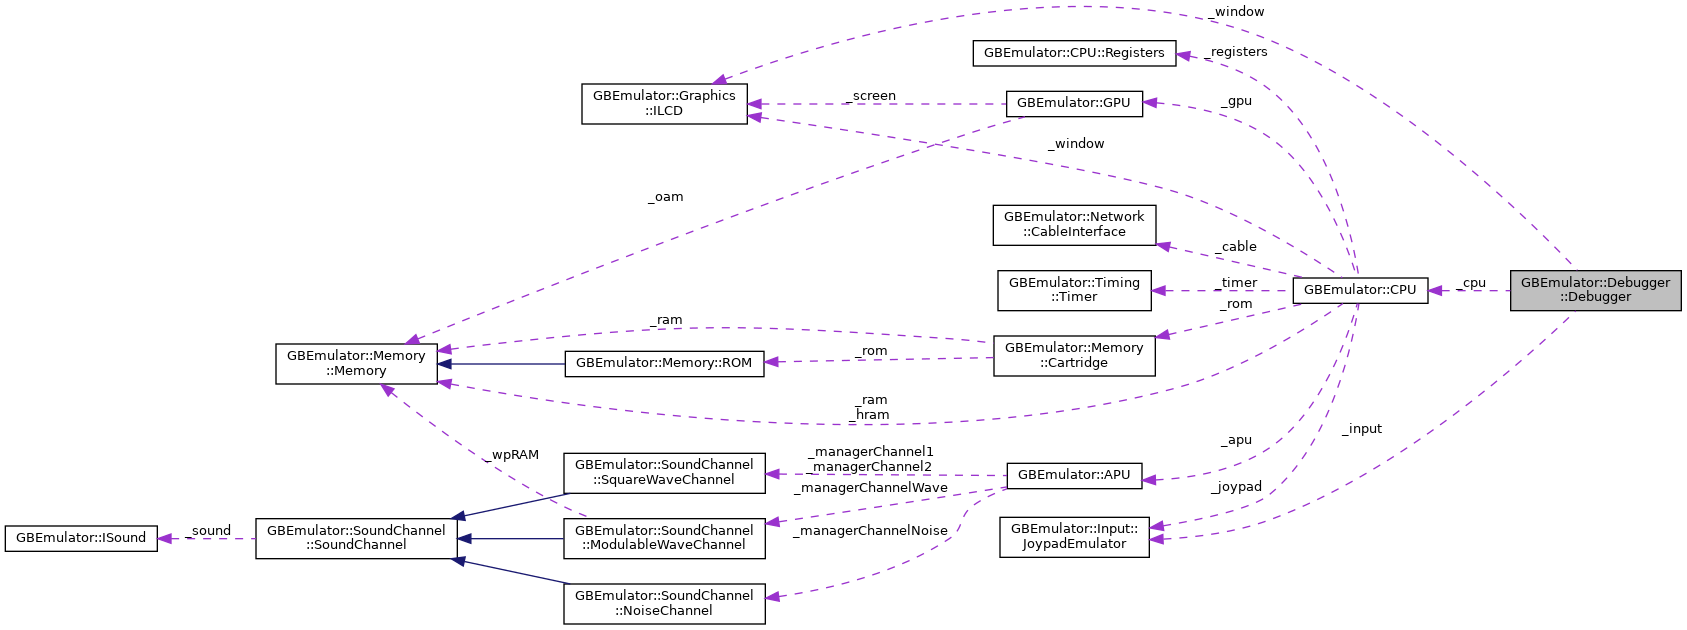 _window
GBEmulator::CPU::Registers
_registers
GBEmulator::Graphics
::ILCD
_screen
GBEmulator::GPU
_gpu
_window
_oam
GBEmulator::Network
::CableInterface
_cable
GBEmulator::Timing
::Timer
_timer
GBEmulator::CPU
_cpu
GBEmulator::Debugger
::Debugger
_rom
_ram
GBEmulator::Memory
::Memory
GBEmulator::Memory::ROM
_rom
GBEmulator::Memory
::Cartridge
_ram
_hram
_input
_apu
_wpRAM
GBEmulator::SoundChannel
::SquareWaveChannel
_managerChannel1
_managerChannel2
GBEmulator::APU
_managerChannelWave
_joypad
GBEmulator::ISound
_sound
GBEmulator::SoundChannel
::SoundChannel
GBEmulator::SoundChannel
::ModulableWaveChannel
_managerChannelNoise
GBEmulator::Input::
JoypadEmulator
GBEmulator::SoundChannel
::NoiseChannel